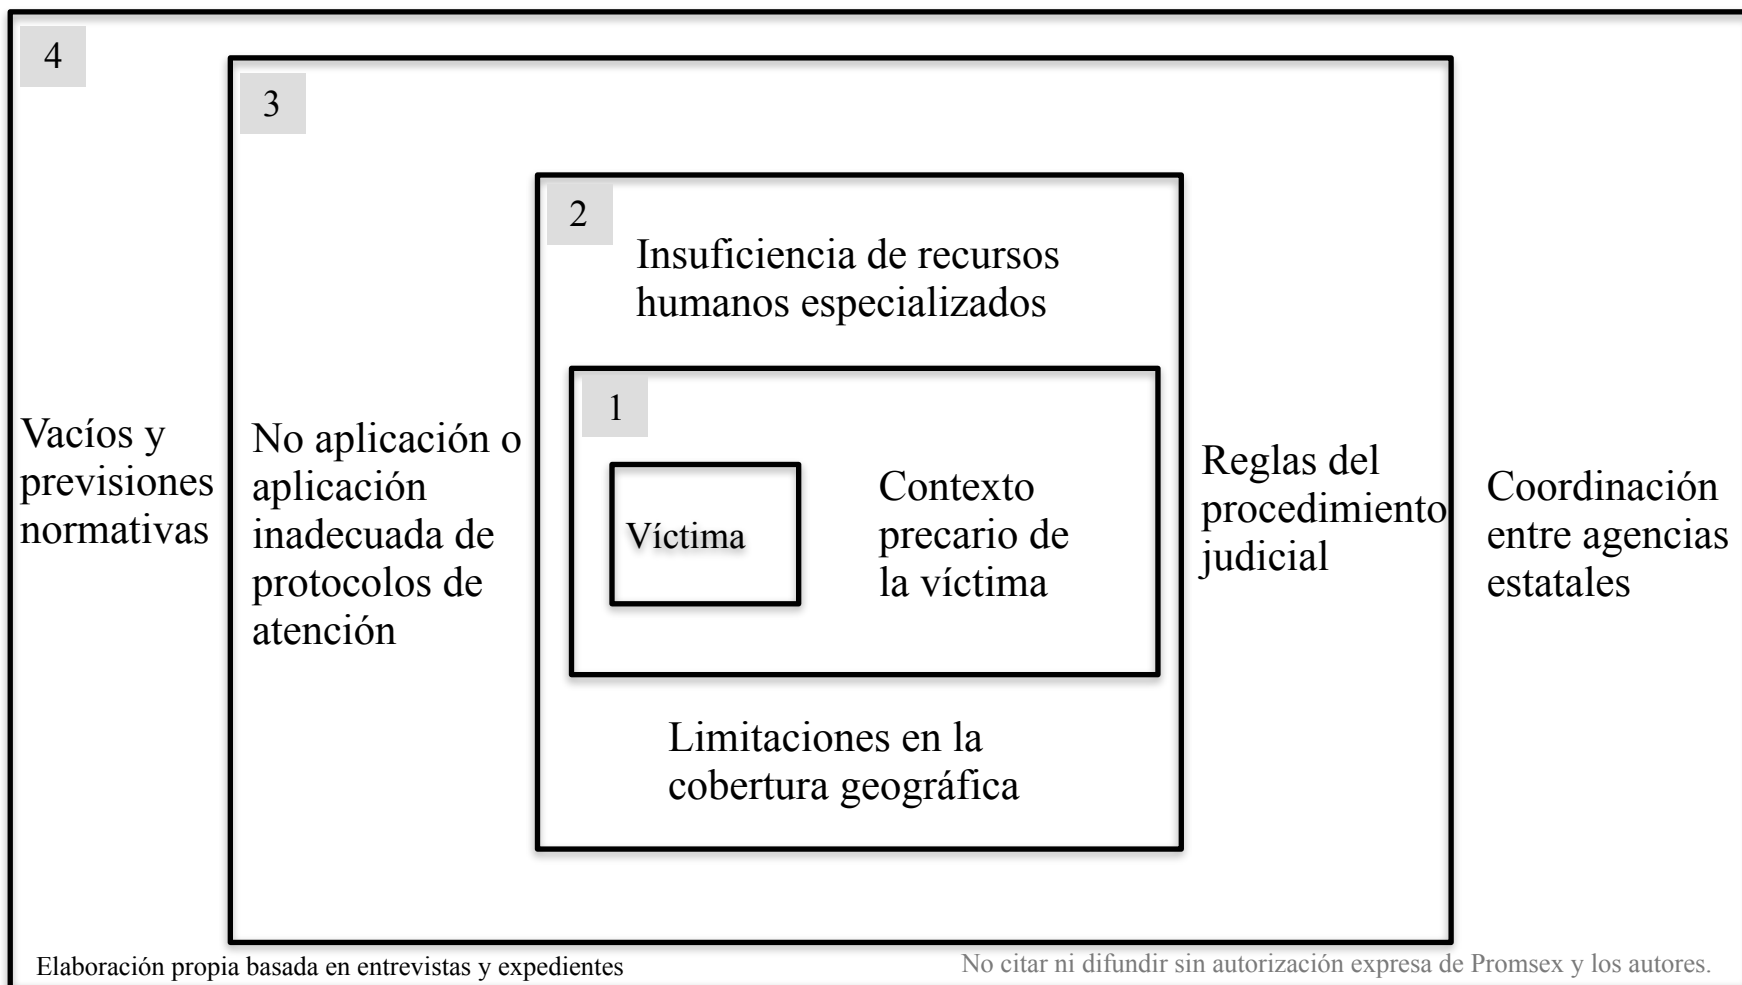 4
3
2
Insuficiencia de recursos
humanos especializados
1
Vacíos y
previsiones
normativas
No aplicación o
aplicación
inadecuada de
protocolos de
atención
Víctima
Contexto
precario de
la víctima
Reglas del
procedimiento
judicial
Coordinación
entre agencias
estatales
Limitaciones en la
cobertura geográfica
Elaboración propia basada en entrevistas y expedientes
No citar ni difundir sin autorización expresa de Promsex y los autores.